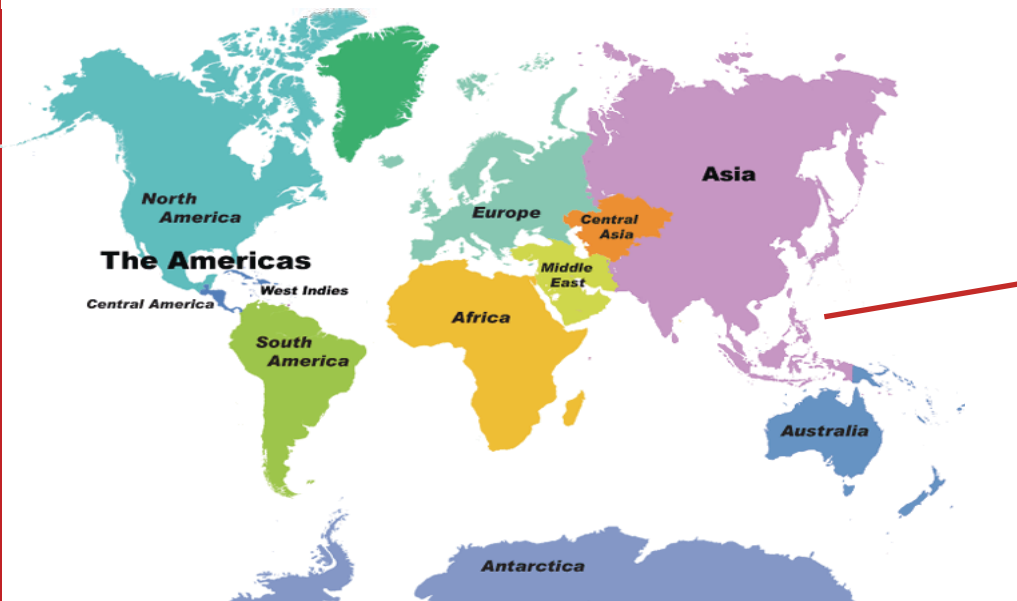 Asia
North
America
Europe
Central
Asia
The Americas
Middle
East
West Indies
Central America
Africa
South
America
Australia
Antarctica